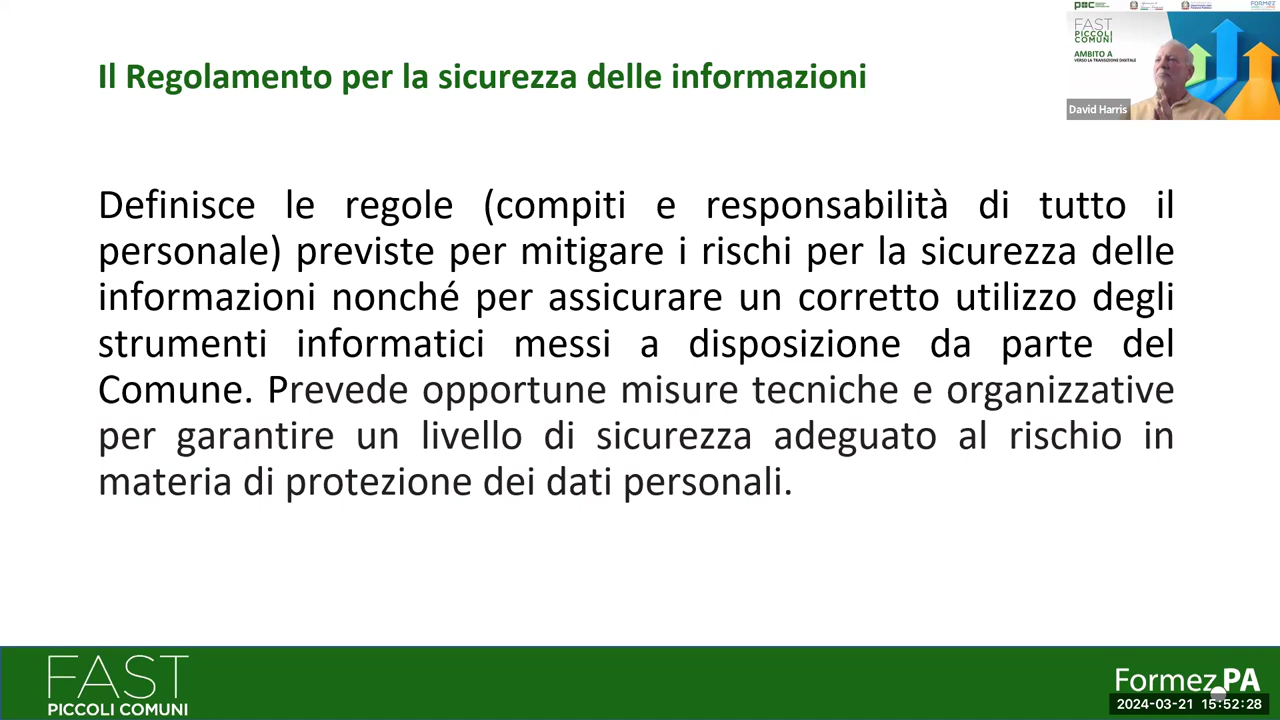 Il Regolamento per la sicurezza delle informazioni
FAST
PICCOLI
COMUNI
AMBITO A
VERSO LA TRANSIZIONE DIGITALE
David Harris
Definisce le regole (compiti e responsabilità di tutto il
personale) previste per mitigare i rischi per la sicurezza delle
informazioni nonché per assicurare un corretto utilizzo degli
strumenti informatici messi a disposizione da parte del
Comune. Prevede opportune misure tecniche e organizzative
per garantire un livello di sicurezza adeguato al rischio in
materia di protezione dei dati personali.
FAST
PICCOLI COMUNI
FormezPA
2024-03-21 15:52:28